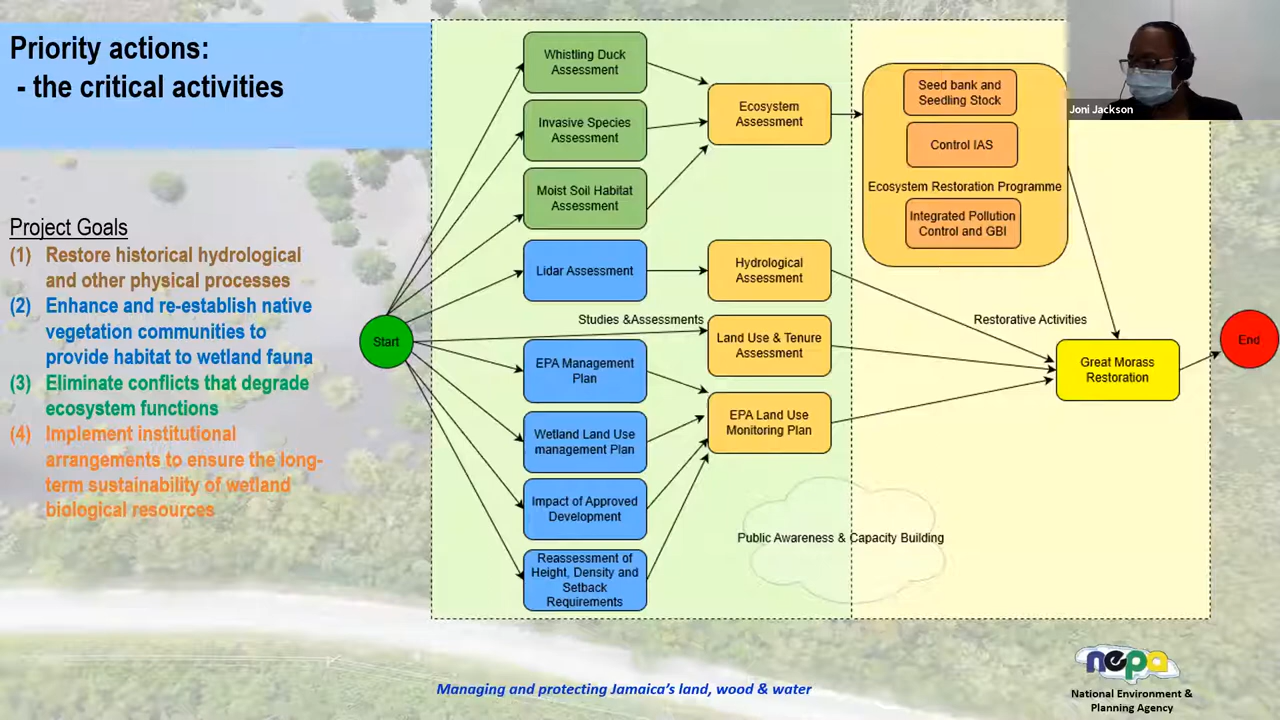 Priority actions:
- the critical activities
Project Goals
(1) Restore historical hydrological
and other physical processes
(2) Enhance and re-establish native
vegetation communities to
provide habitat to wetland fauna
(3) Eliminate conflicts that degrade
ecosystem functions
(4) Implement institutional
arrangements to ensure the long-
term sustainability of wetland
biological resources
Start
Whistling Duck
Assessment
Invasive Species
Assessment
Moist Soil Habitat
Assessment
Lidar Assessment
Studies &Assessments
EPA Management
Plan
Wetland Land Use
management Plan
Impact of Approved
Development
Reassessment of
Height, Density and
Setback
Requirements
Ecosystem
Assessment
Hydrological
Assessment
Land Use & Tenure
Assessment
EPA Land Use
Monitoring Plan
Public Awareness & Capacity Building
Seed bank and
Seedling Stock
Control IAS
Ecosystem Restoration Programme
Integrated Pollution
Control and GBI
Restorative Activities
Great Morass
Restoration
End
Joni Jackson
Managing and protecting Jamaica's land, wood & water
nepa
National Environment &
Planning Agency